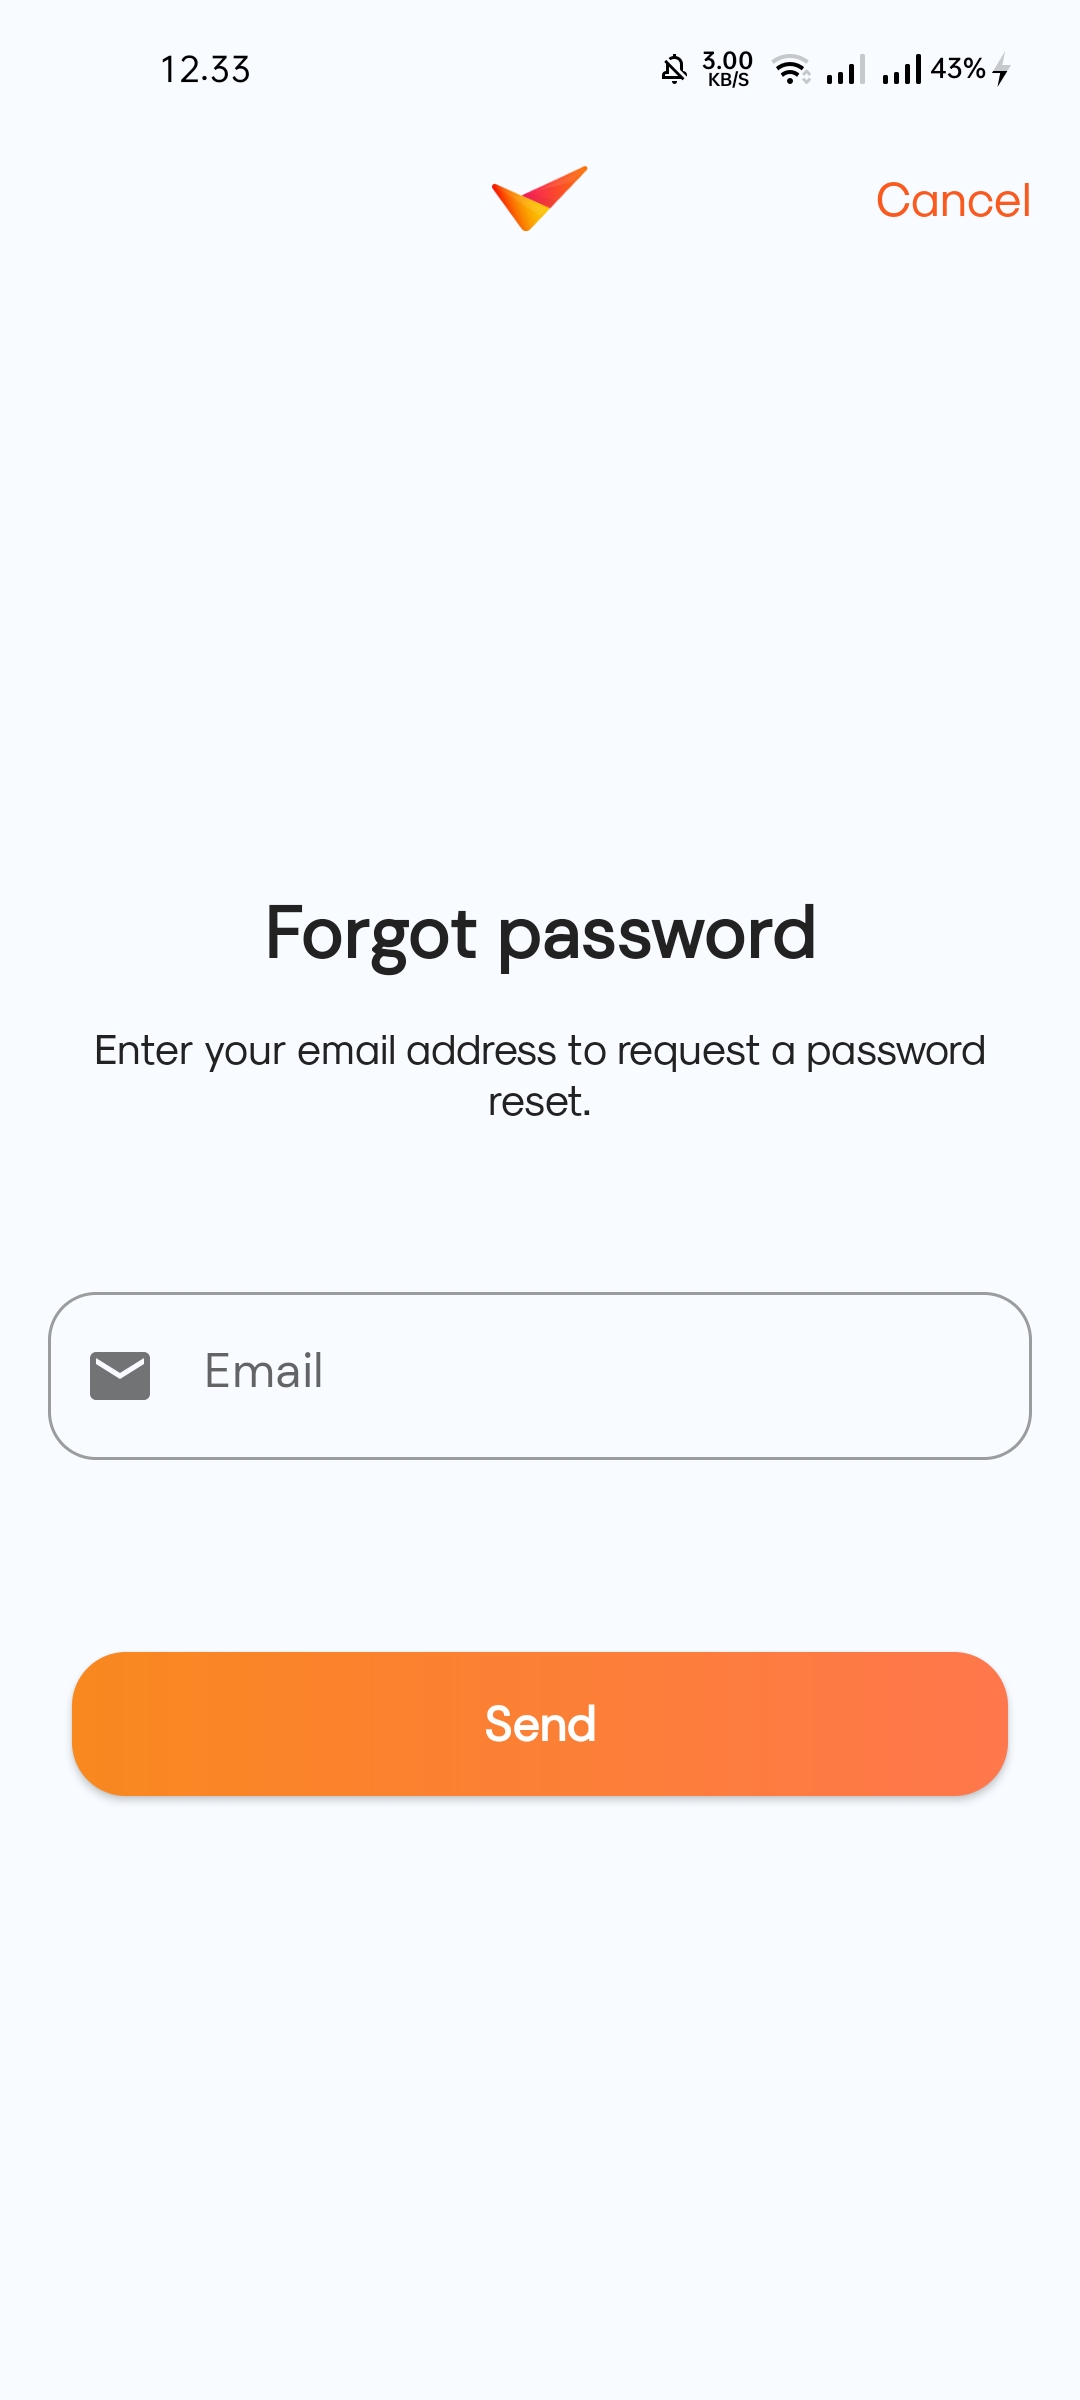 12.33
3.00
KB/S
43%
Cancel
Forgot password
Enter your email address to request a password
reset.
Email
Send